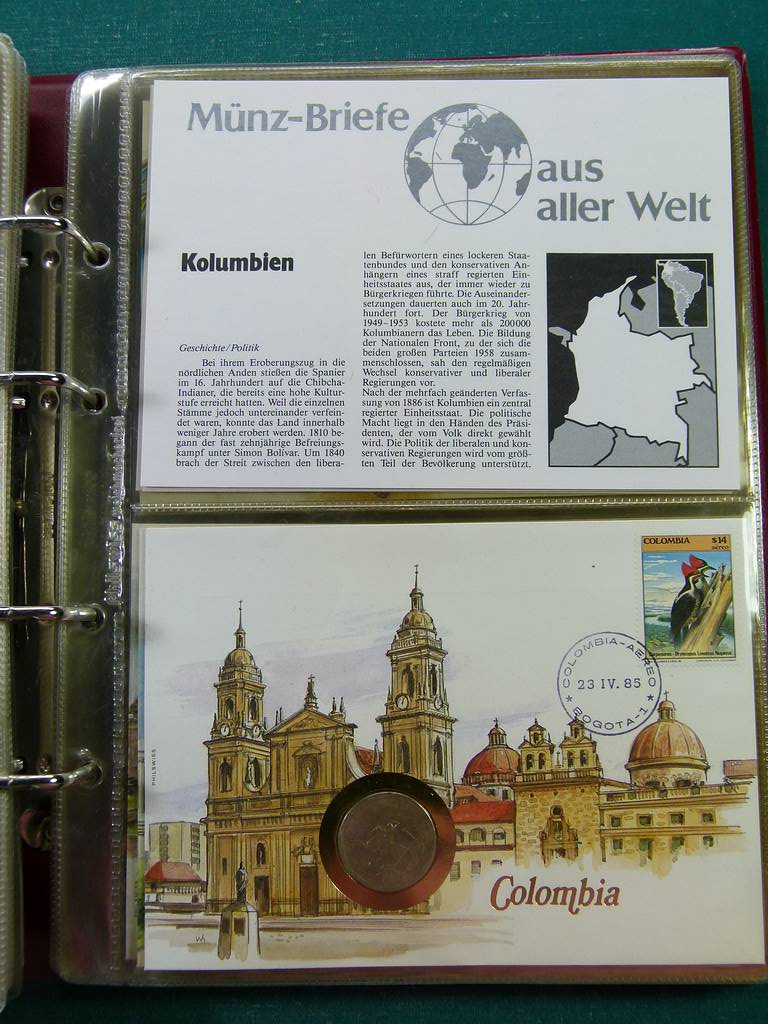 Münz-Briefe
aus
aller Welt
Kolumbien
Geschichte/Politik
Bei ihrem Eroberungszug in die
nördlichen Anden stießen die Spanier
im 16. Jahrhundert auf die Chibcha-
Indianer, die bereits eine hohe Kultur-
stufe erreicht hatten. Weil die einzelnen
Stämme jedoch untereinander verfein-
det waren, konnte das Land innerhalb
weniger Jahre erobert werden. 1810 be-
gann der fast zehnjährige Befreiungs-
kampf unter Simon Bolívar. Um 1840
brach der Streit zwischen den libera-
len Befürwortern eines lockeren Staa-
tenbundes und den konservativen An-
hängern eines straff regierten Ein-
heitsstaates aus, der immer wieder zu
Bürgerkriegen führte. Die Auseinander-
setzungen dauerten auch im 20. Jahr-
hundert fort. Der Bürgerkrieg von
1949–1953 kostete mehr als 200000
Kolumbianern das Leben. Die Bildung
der Nationalen Front, zu der sich die
beiden großen Parteien 1958 zusam-
menschlossen, sah den regelmäßigen
Wechsel konservativer und liberaler
Regierungen vor.
Nach der mehrfach geänderten Verfas-
sung von 1886 ist Kolumbien ein zentral
regierter Einheitsstaat. Die politische
Macht liegt in den Händen des Präsi-
denten, der vom Volk direkt gewählt
wird. Die Politik der liberalen und kon-
servativen Regierungen wird vom größ-
ten Teil der Bevölkerung unterstützt.
COLOMBIA $14
aéreo
Carpintero - Dryocopus Lineatus Nuperus
COLOMBIA-AEREO
23 IV. 85
BOGOTA-1
PHILSWISS
Colombia